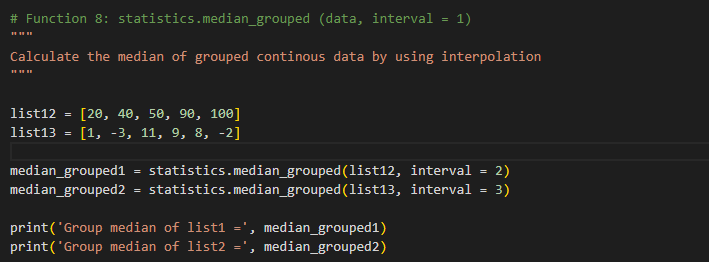 # Function 8: statistics.median_grouped (data, interval = 1)
"""
Calculate the median of grouped continous data by using interpolation
"""
list12 = [20, 40, 50, 90, 100]
list13 = [1, -3, 11, 9, 8, -2]
median_grouped1 = statistics.median_grouped(list12, interval = 2)
median_grouped2 = statistics.median_grouped(list13, interval = 3)
print('Group median of list1 =', median_grouped1)
print('Group median of list2 =', median_grouped2)